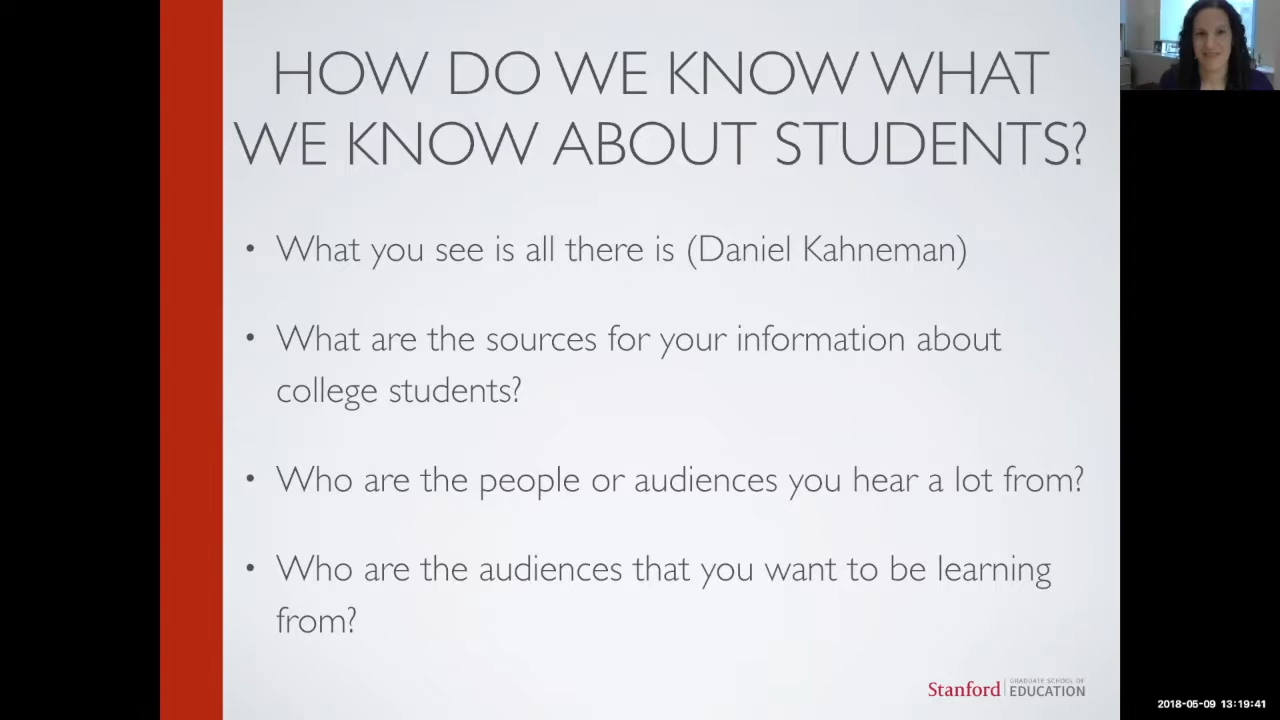 HOW DO WE KNOW WHAT
WE KNOW ABOUT STUDENTS?
• What you see is all there is (Daniel Kahneman)
• What are the sources for your information about
college students?
• Who are the people or audiences you hear a lot from?
• Who are the audiences that you want to be learning
from?
Stanford
GRADUATE SCHOOL OF
EDUCATION
2018-05-09 13:19:41